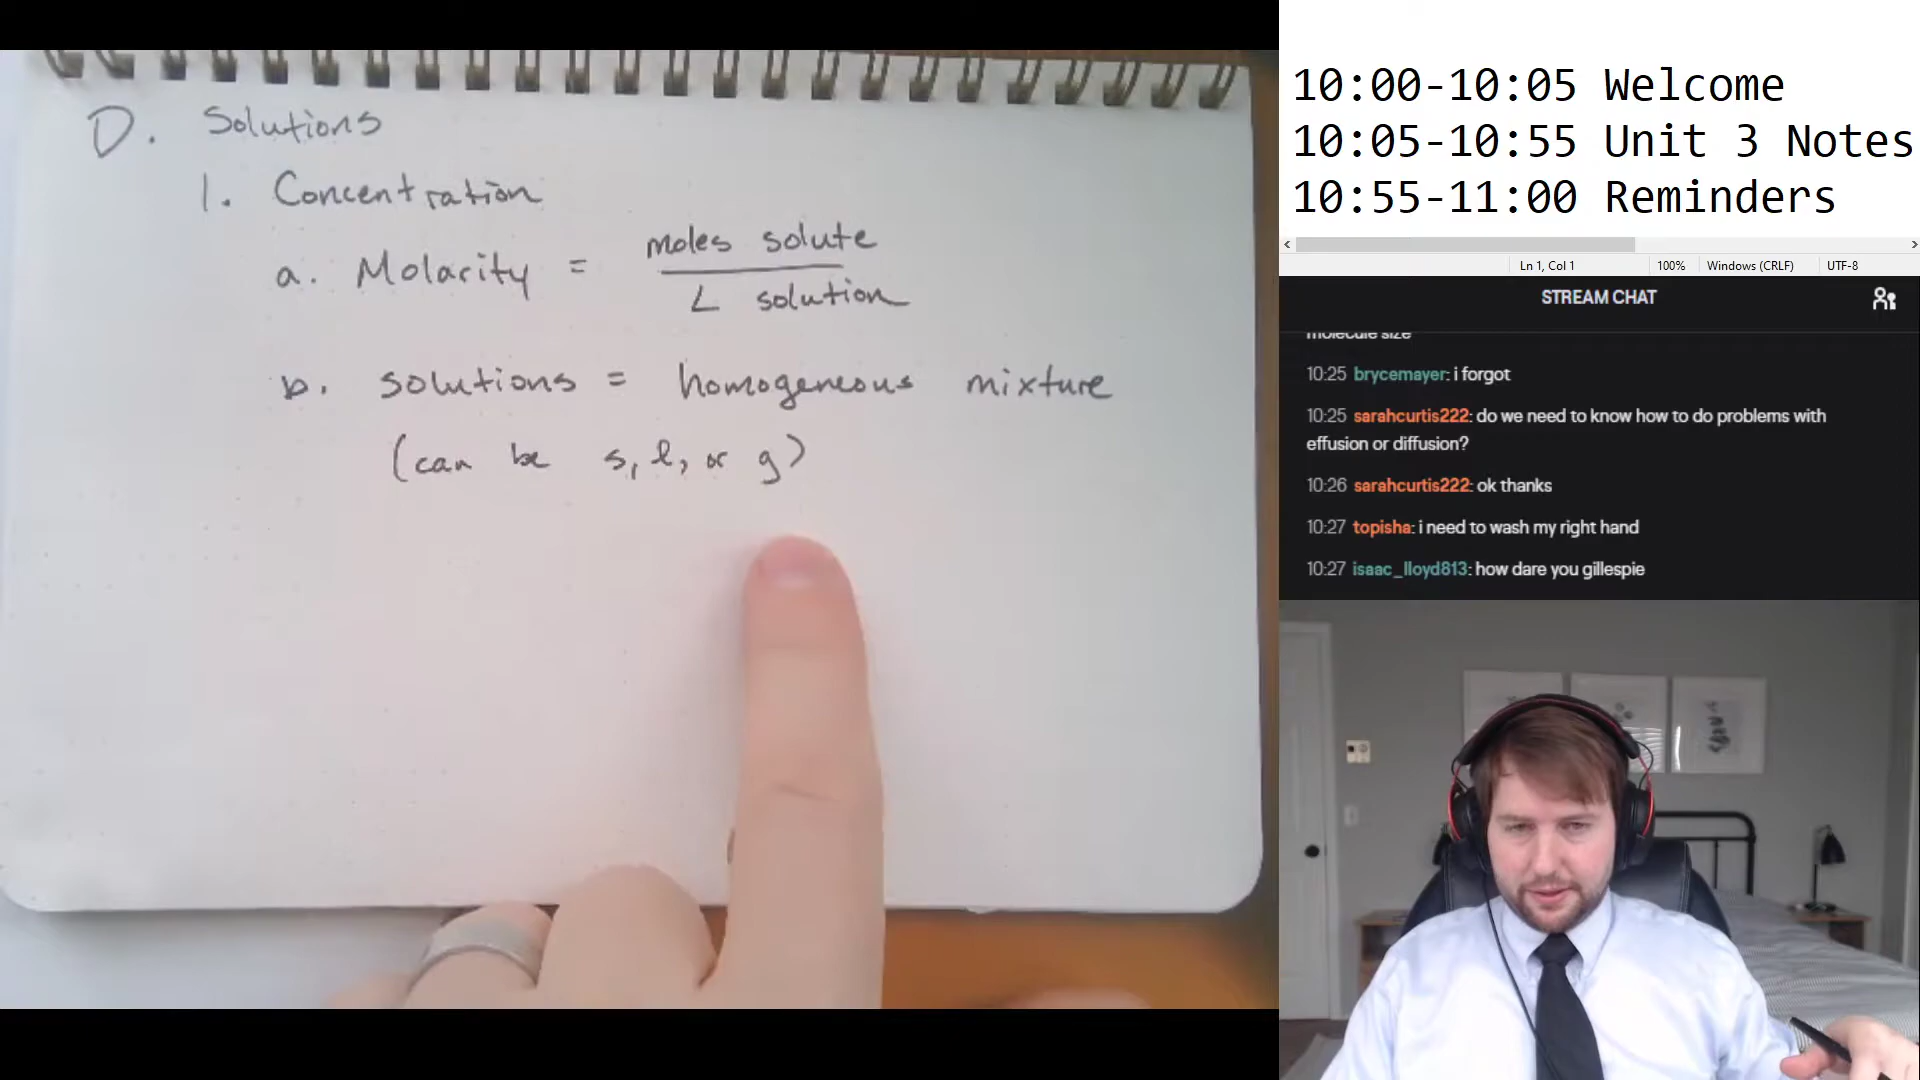 D. Solutions
1. Concentration
a. Molarity = moles solute
L solution
b. solutions = homogeneous mixture
(can be s, l, or g)
10:00-10:05 Welcome
10:05-10:55 Unit 3 Notes
10:55-11:00 Reminders
Ln 1, Col 1 100% Windows (CRLF) UTF-8
STREAM CHAT
molecule size
10:25 brycemayer: i forgot
10:25 sarahcurtis222: do we need to know how to do problems with
effusion or diffusion?
10:26 sarahcurtis222: ok thanks
10:27 topisha: i need to wash my right hand
10:27 isaac_lloyd813: how dare you gillespie